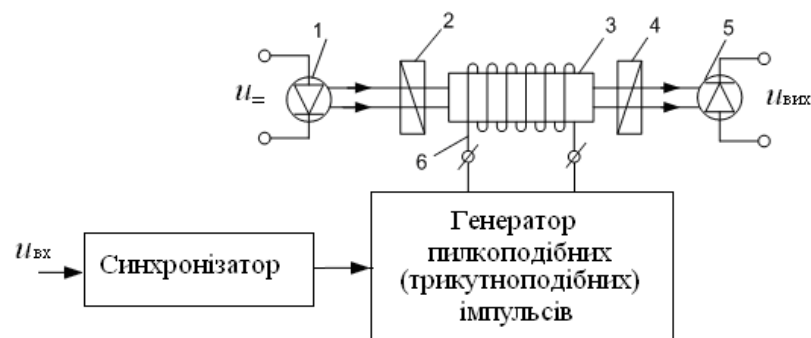 1
2
3
4
5
u=
uвих
6
uвх
Синхронізатор
Генератор
пилкоподібних
(трикутноподібних)
імпульсів